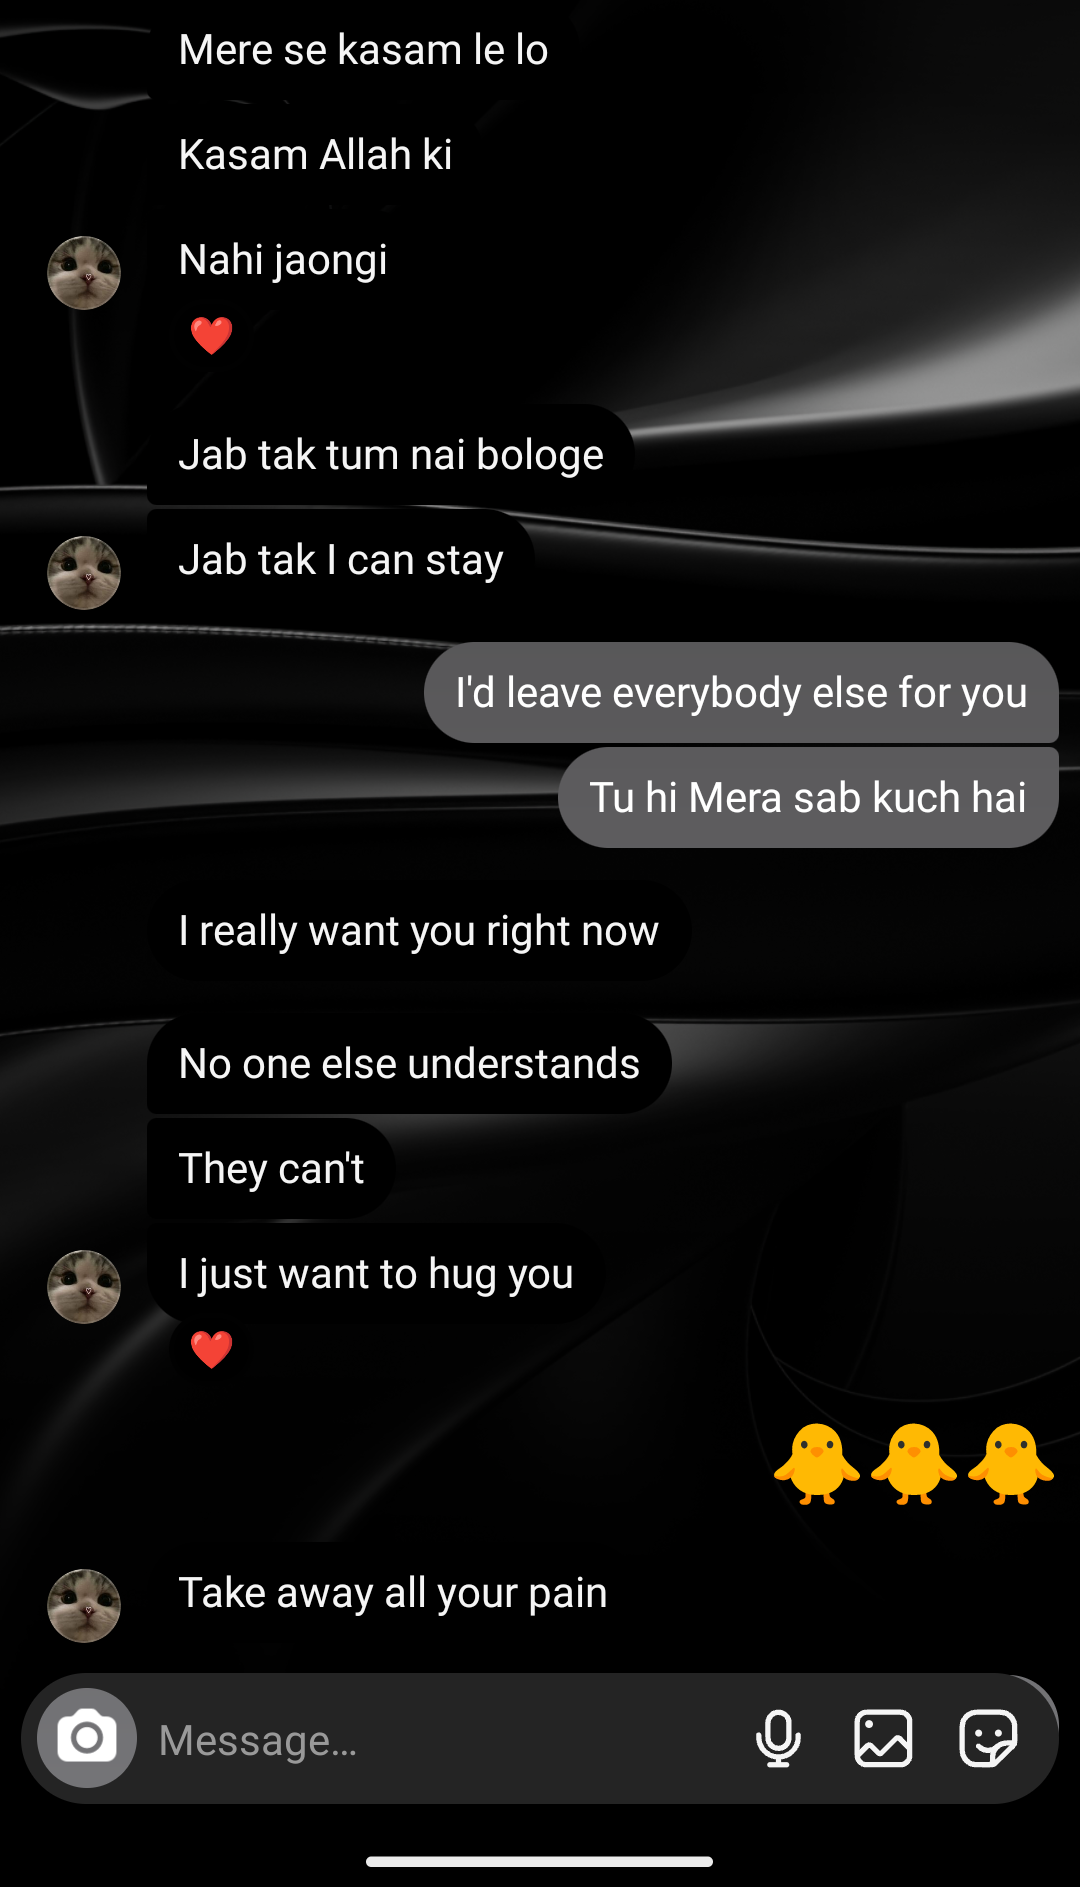 Mere se kasam le lo
Kasam Allah ki
Nahi jaongi
❤️
Jab tak tum nai bologe
Jab tak I can stay
I'd leave everybody else for you
Tu hi Mera sab kuch hai
I really want you right now
No one else understands
They can't
I just want to hug you
❤️
🐥🐥🐥
Take away all your pain
Message...